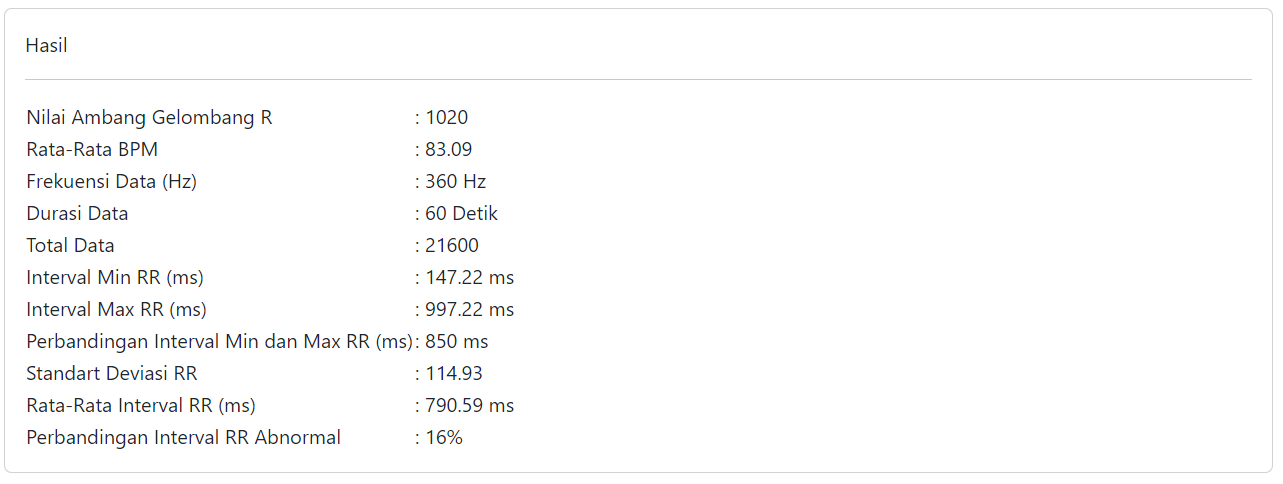 Hasil
Nilai Ambang Gelombang R : 1020
Rata-Rata BPM : 83.09
Frekuensi Data (Hz) : 360 Hz
Durasi Data : 60 Detik
Total Data : 21600
Interval Min RR (ms) : 147.22 ms
Interval Max RR (ms) : 997.22 ms
Perbandingan Interval Min dan Max RR (ms) : 850 ms
Standart Deviasi RR : 114.93
Rata-Rata Interval RR (ms) : 790.59 ms
Perbandingan Interval RR Abnormal : 16%